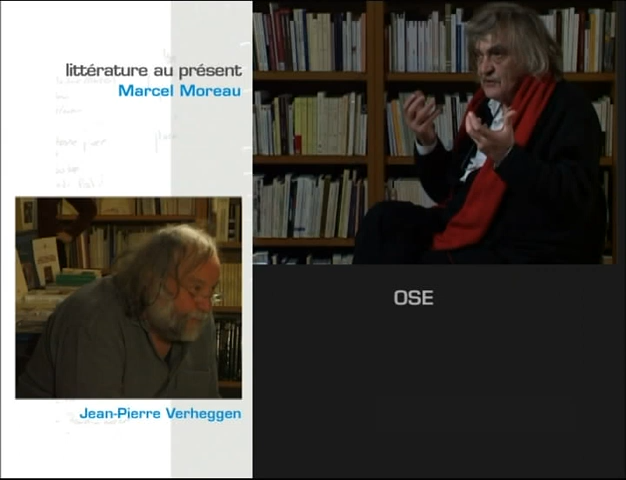 littérature au présent
Marcel Moreau
OSE
Jean-Pierre Verheggen